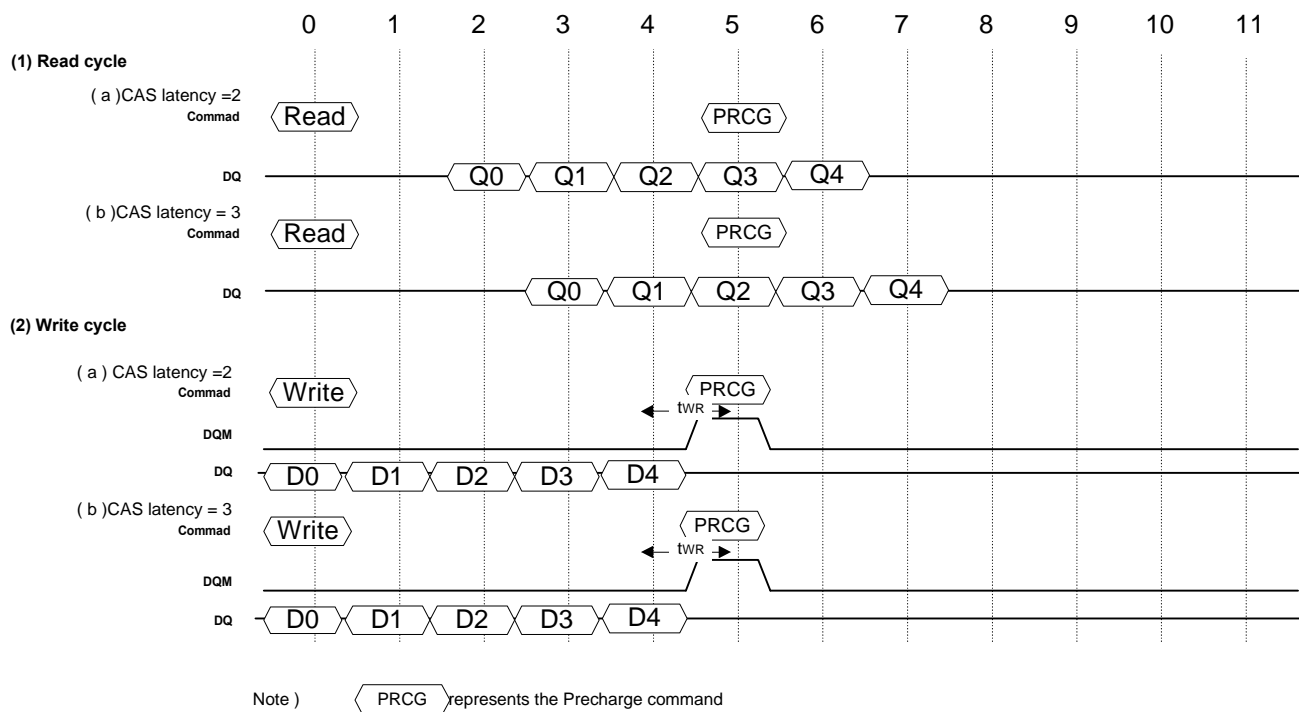 0 1 2 3 4 5 6 7 8 9 10 11
(1) Read cycle
( a )CAS latency =2
Commad Read PRCG
DQ Q0 Q1 Q2 Q3 Q4
( b )CAS latency = 3
Commad Read PRCG
DQ Q0 Q1 Q2 Q3 Q4
(2) Write cycle
( a ) CAS latency =2
Commad Write PRCG
tWR
DQM
DQ D0 D1 D2 D3 D4
( b )CAS latency = 3
Commad Write PRCG
tWR
DQM
DQ D0 D1 D2 D3 D4
Note ) PRCG represents the Precharge command